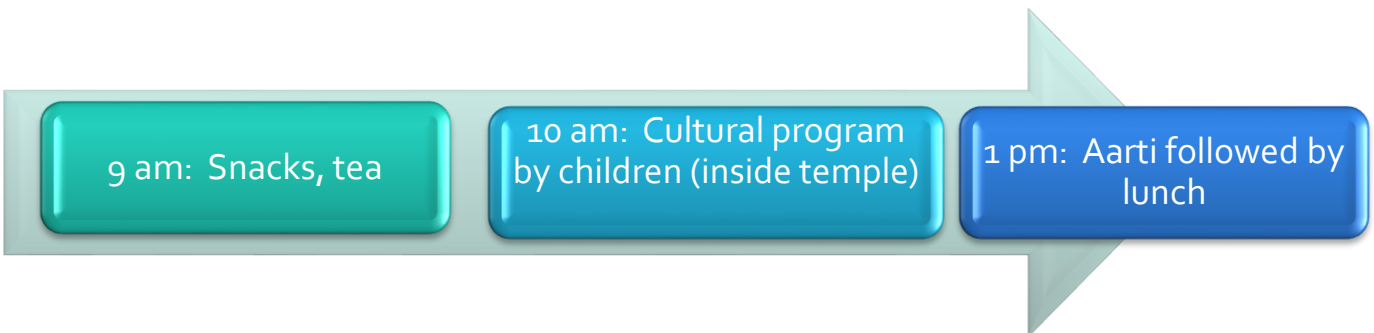 9 am:  Snacks, tea
10 am:  Cultural program
by children (inside temple)
1 pm:  Aarti followed by
lunch